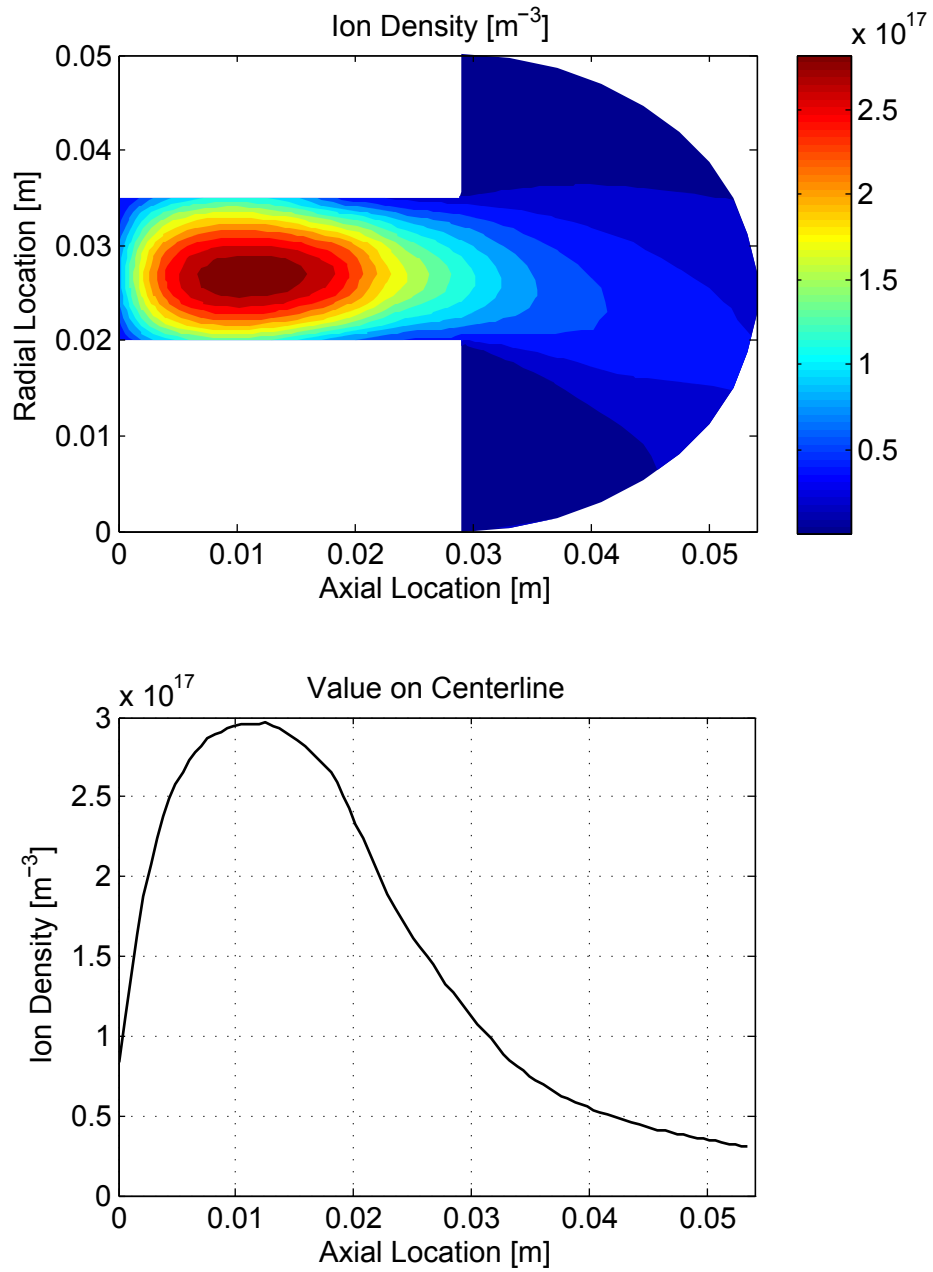 Ion Density [m⁻³]
x 10¹⁷
0.05
0.04
0.03
0.02
0.01
0
Radial Location [m]
0 0.01 0.02 0.03 0.04 0.05
Axial Location [m]
2.5
2
1.5
1
0.5
x 10¹⁷
Value on Centerline
3
2.5
2
1.5
1
0.5
0
Ion Density [m⁻³]
0 0.01 0.02 0.03 0.04 0.05
Axial Location [m]